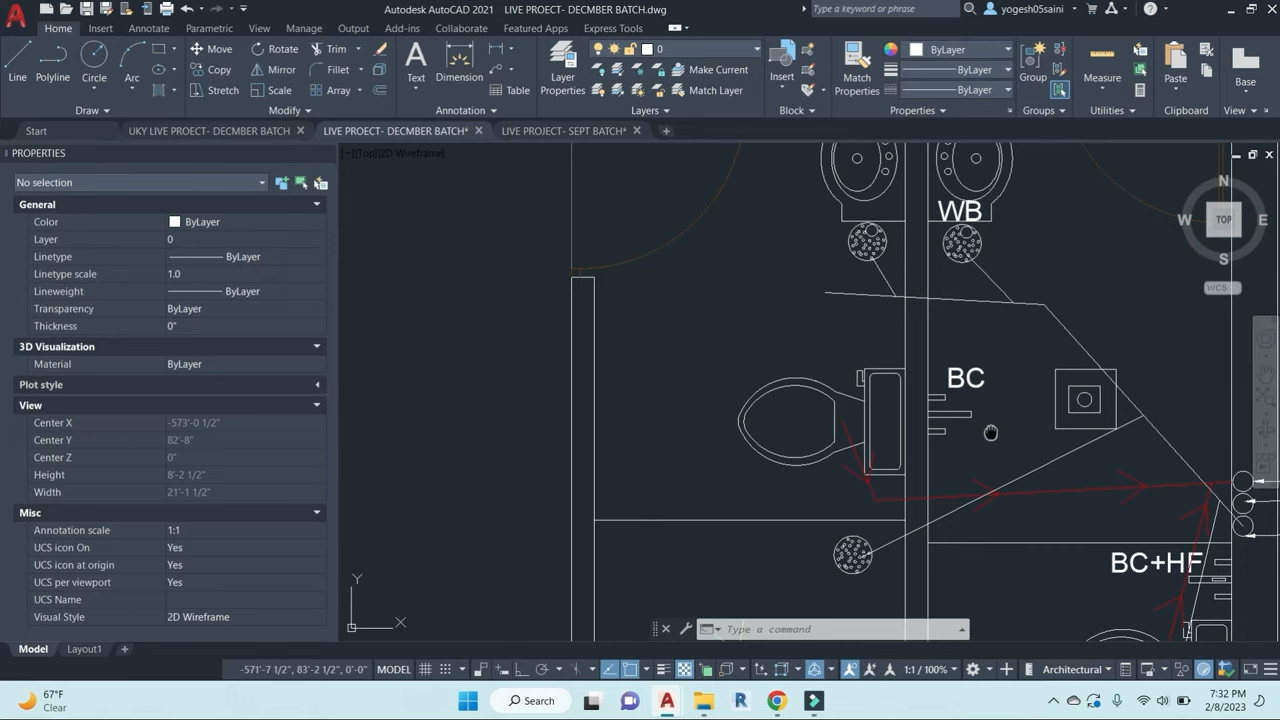 Autodesk AutoCAD 2021 LIVE PROECT- DECMBER BATCH.dwg Type a keyword or phrase yogesh05saini
Home Insert Annotate Parametric View Manage Output Add-ins Collaborate Featured Apps Express Tools
Line Polyline Circle Arc Move Rotate Trim Copy Mirror Fillet Stretch Scale Array Text Dimension Table Layer Properties 0 Make Current Match Layer Insert Match Properties ByLayer ByLayer ByLayer Group Measure Paste Base
Draw Modify Annotation Layers Block Properties Groups Utilities Clipboard View
Start UKY LIVE PROJECT- DECMBER BATCH LIVE PROECT- DECMBER BATCH* LIVE PROJECT- SEPT BATCH*
PROPERTIES
[−][Top][2D Wireframe]
No selection
General
Color ByLayer
Layer 0
Linetype ByLayer
Linetype scale 1.0
Lineweight ByLayer
Transparency ByLayer
Thickness 0"
3D Visualization
Material ByLayer
Plot style
View
Center X -573'-0 1/2"
Center Y 82'-8"
Center Z 0"
Height 8'-2 1/2"
Width 21'-1 1/2"
Misc
Annotation scale 1:1
UCS icon On Yes
UCS icon at origin Yes
UCS per viewport Yes
UCS Name
Visual Style 2D Wireframe
N
W TOP E
S
WCS
WB
BC
BC+HF
Y
X
Type a command
Model Layout1
-571'-7 1/2", 83'-2 1/2", 0'-0" MODEL 1:1 / 100% Architectural
67°F
Clear
Search
7:32 PM
2/8/2023